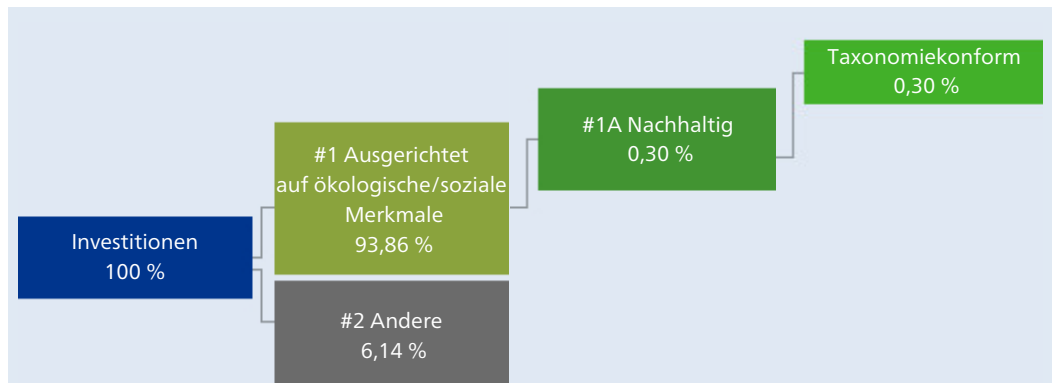 Investitionen
100 %
#1 Ausgerichtet
auf ökologische/soziale
Merkmale
93,86 %
#2 Andere
6,14 %
#1A Nachhaltig
0,30 %
Taxonomiekonform
0,30 %